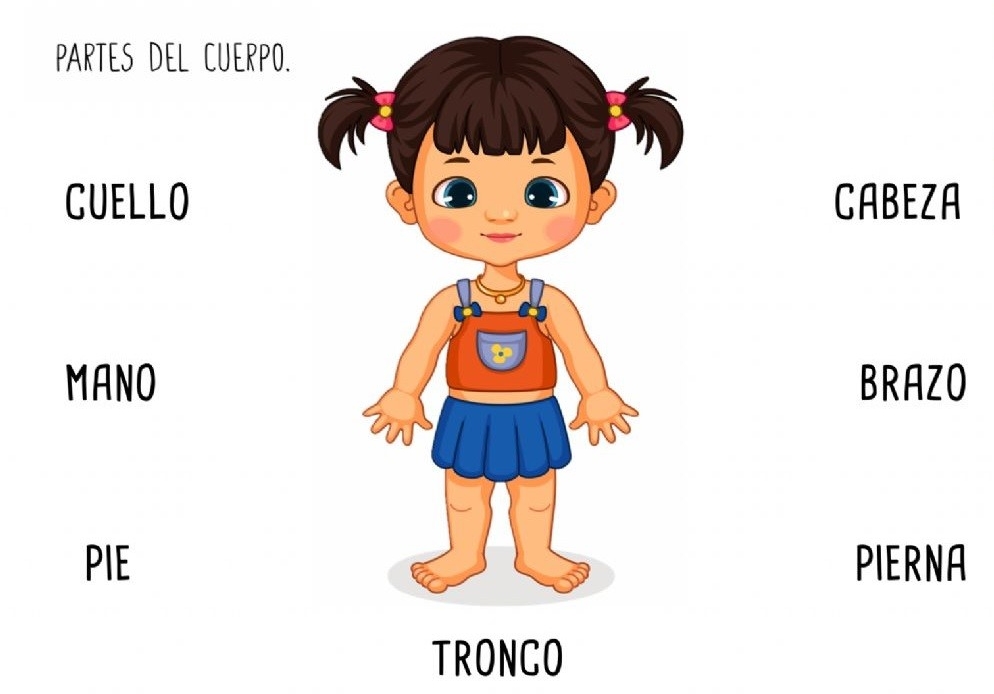 PARTES DEL CUERPO.
CUELLO
CABEZA
MANO
BRAZO
PIE
PIERNA
TRONCO